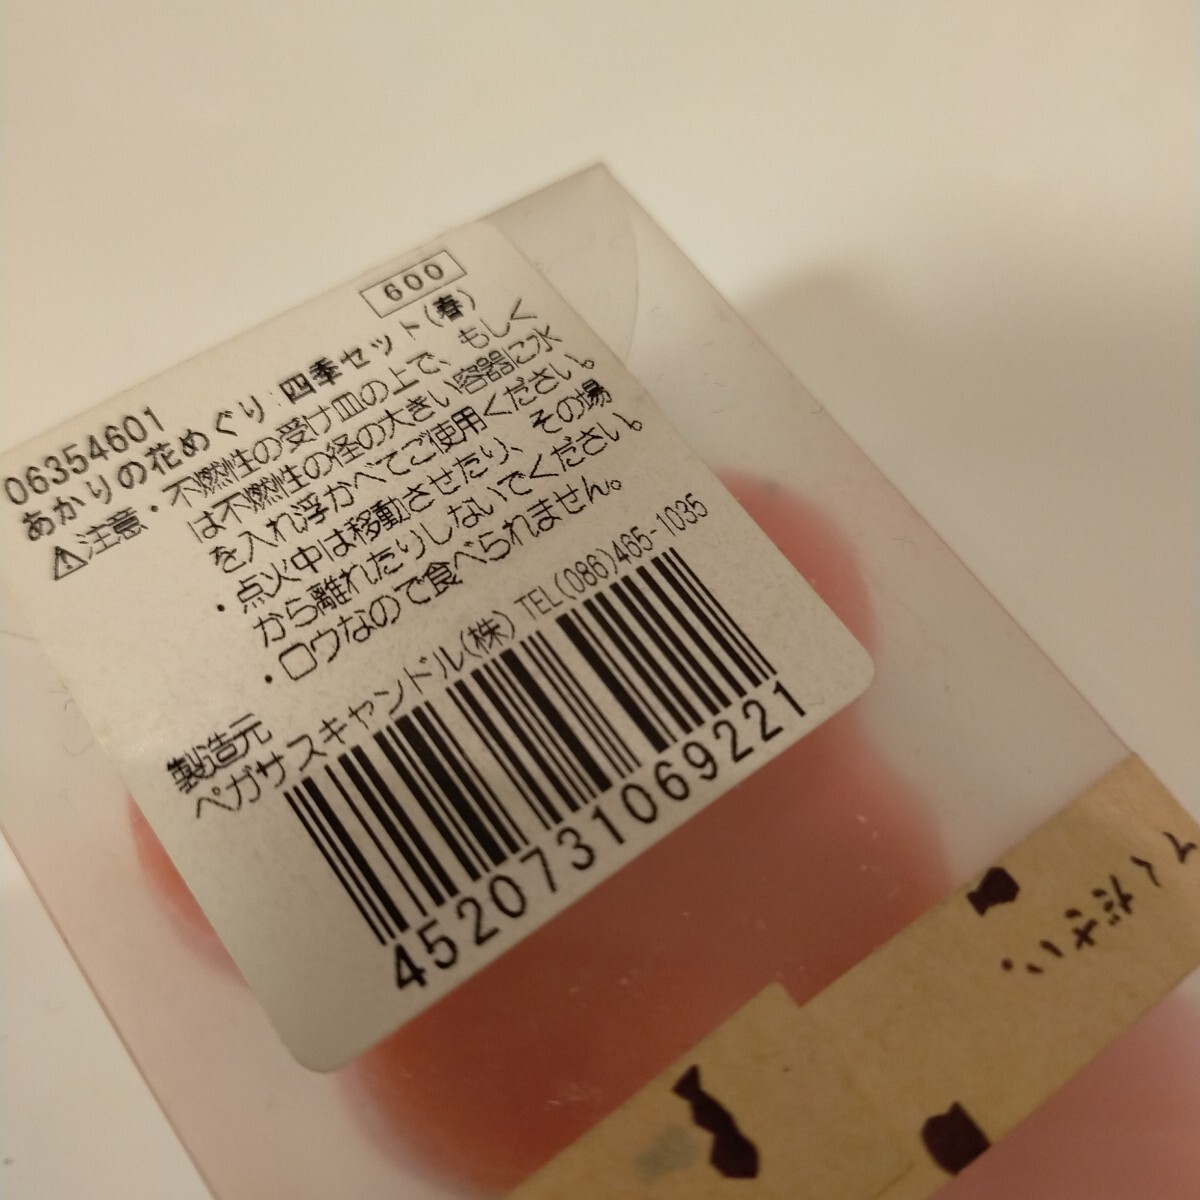 600
06354601
あかりの花めぐり:四季セット(春)
⚠注意・不燃性の受け皿の上で、もしく
は不燃性の径の大きい容器に水
を入れ浮かべてご使用ください。
・点火中は移動させたり、その場
から離れたりしないでください。
・ロウなので食べられません。
製造元
ペガサスキャンドル(株) TEL(086)465-1035
4520731069221
てください。